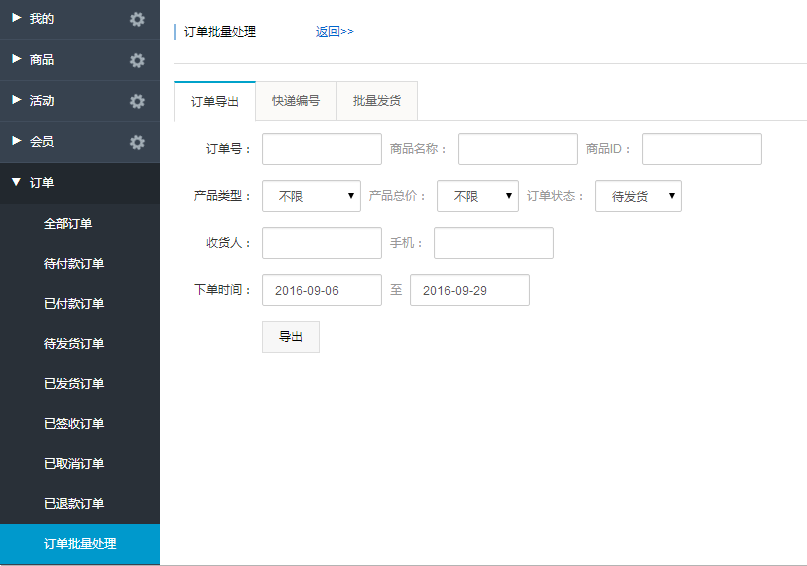 我的
商品
活动
会员
订单
全部订单
待付款订单
已付款订单
待发货订单
已发货订单
已签收订单
已取消订单
已退款订单
订单批量处理
订单批量处理 返回>>
订单导出 快递编号 批量发货
订单号： 商品名称： 商品ID：
产品类型： 不限 产品总价： 不限 订单状态： 待发货
收货人： 手机：
下单时间： 2016-09-06 至 2016-09-29
导出